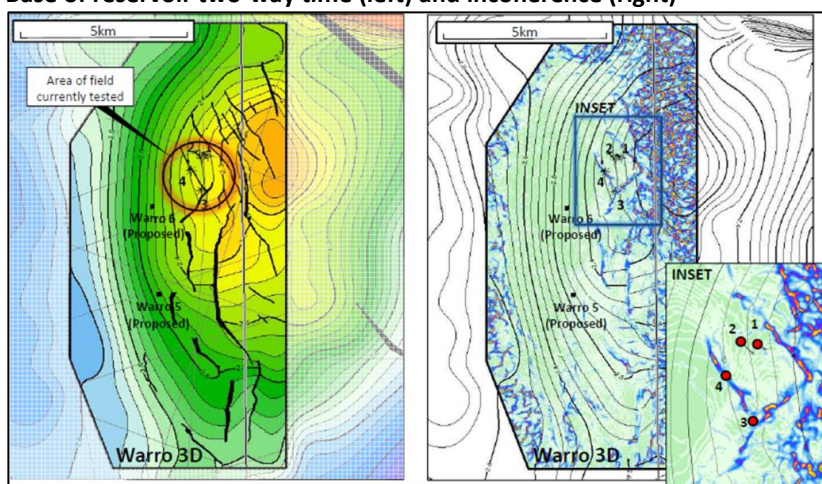 Base of reservoir two-way time (left) and incoherence (right)
5km
Area of field
currently tested
2
4
3
Warro 6
(Proposed)
Warro 5
(Proposed)
Warro 3D
5km
INSET
2 1
4
3
Warro 6
(Proposed)
Warro 5
(Proposed)
Warro 3D
INSET
2 1
4
3